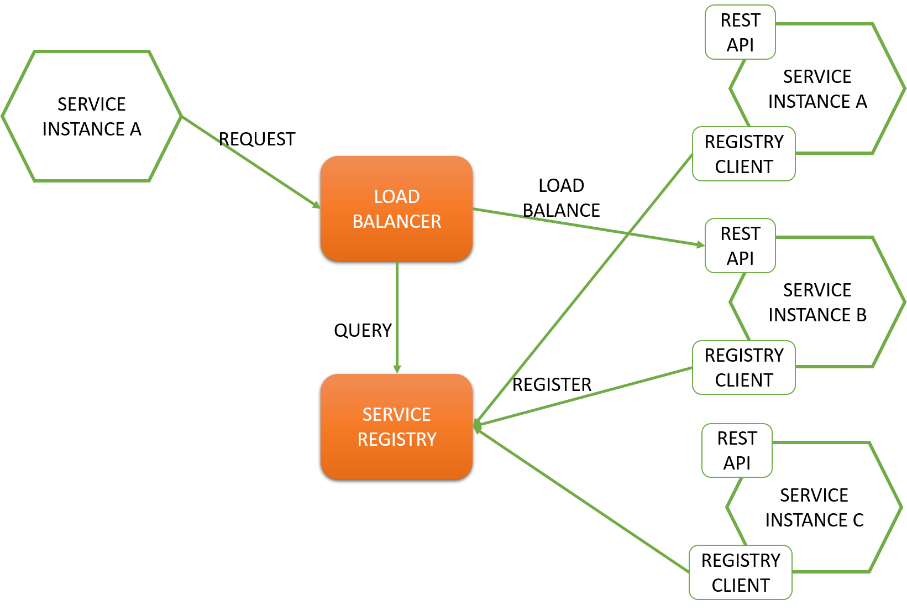 SERVICE
INSTANCE A
REQUEST
LOAD
BALANCER
LOAD
BALANCE
QUERY
SERVICE
REGISTRY
REGISTER
REST
API
SERVICE
INSTANCE A
REGISTRY
CLIENT
REST
API
SERVICE
INSTANCE B
REGISTRY
CLIENT
REST
API
SERVICE
INSTANCE C
REGISTRY
CLIENT